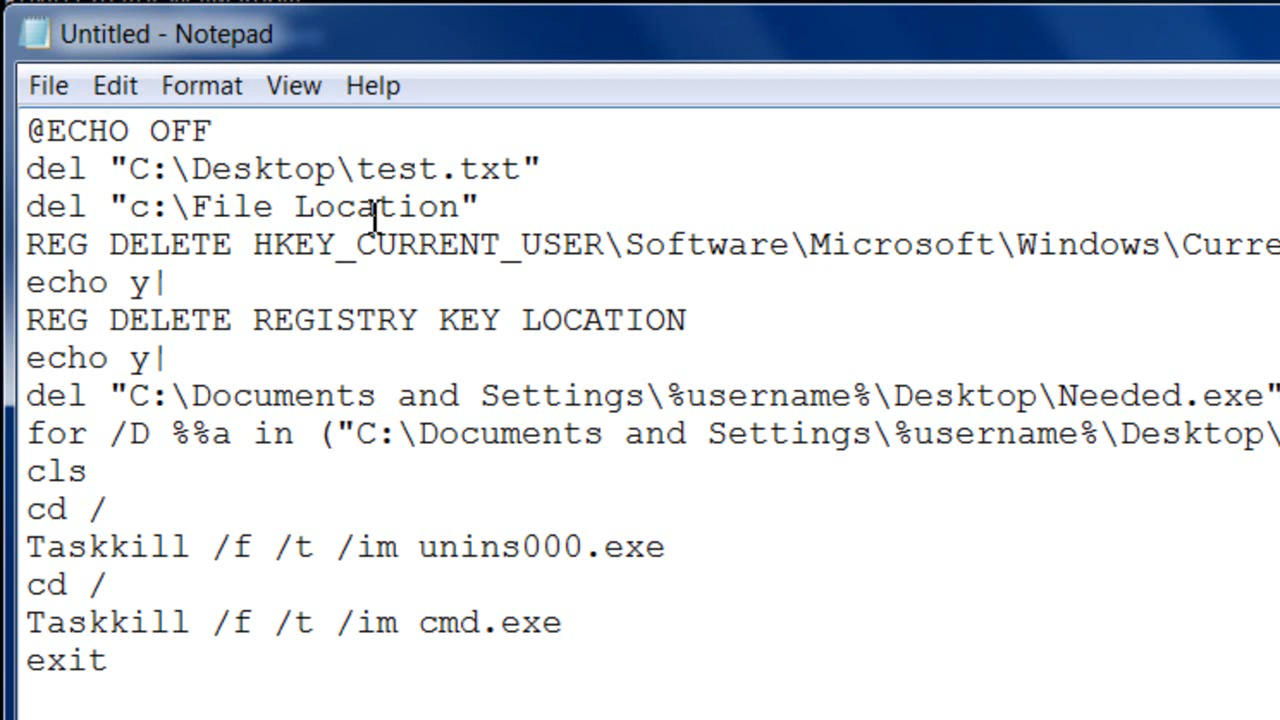 Untitled - Notepad
File Edit Format View Help
@ECHO OFF
del "C:\Desktop\test.txt"
del "c:\File Location"
REG DELETE HKEY_CURRENT_USER\Software\Microsoft\Windows\Curre
echo y|
REG DELETE REGISTRY KEY LOCATION
echo y|
del "C:\Documents and Settings\%username%\Desktop\Needed.exe"
for /D %%a in ("C:\Documents and Settings\%username%\Desktop\
cls
cd /
Taskkill /f /t /im unins000.exe
cd /
Taskkill /f /t /im cmd.exe
exit